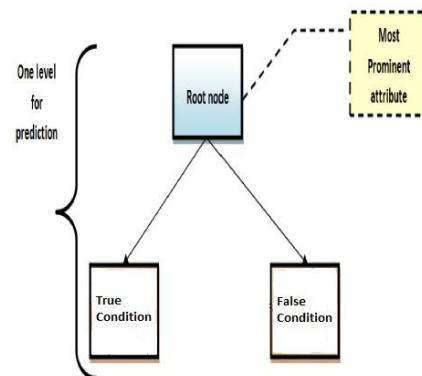 One level
for
prediction
Root node
Most
Prominent
attribute
True
Condition
False
Condition